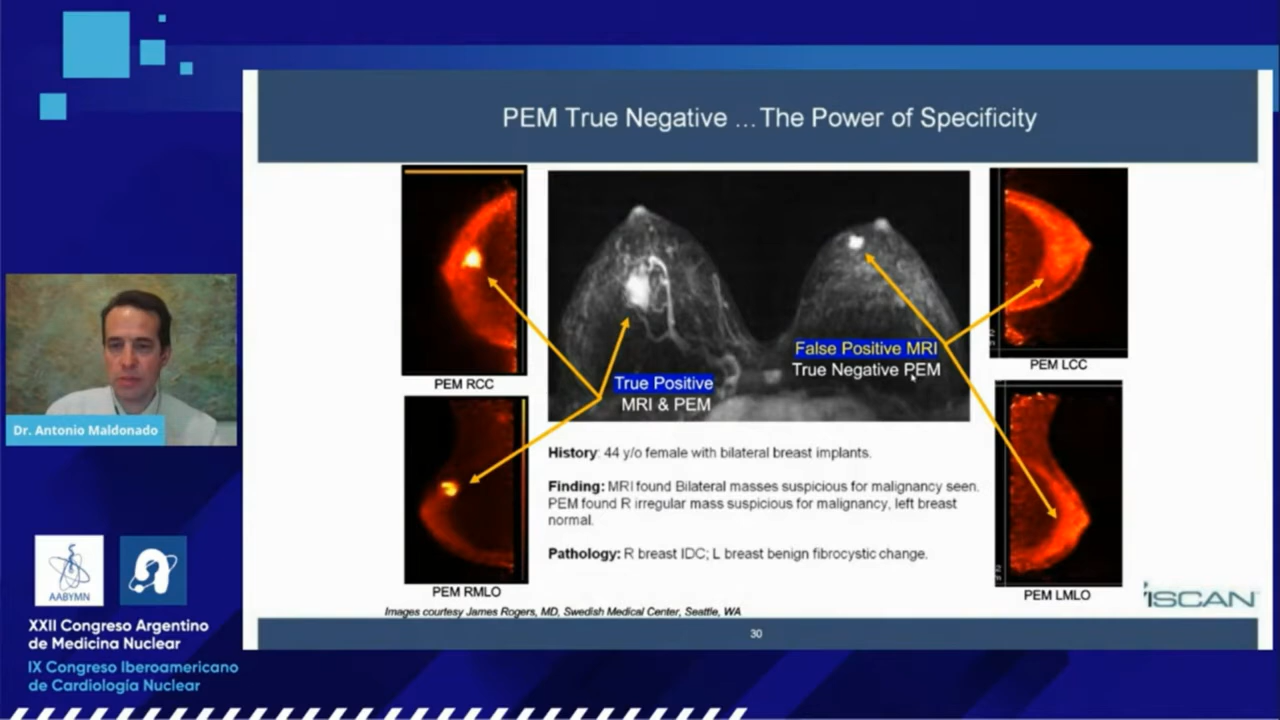 PEM True Negative ... The Power of Specificity
PEM RCC
PEM RMLO
True Positive
MRI & PEM
False Positive MRI
True Negative PEM
PEM LCC
PEM LMLO
History: 44 y/o female with bilateral breast implants.
Finding: MRI found Bilateral masses suspicious for malignancy seen.
PEM found R irregular mass suspicious for malignancy, left breast
normal.
Pathology: R breast IDC; L breast benign fibrocystic change.
Images courtesy James Rogers, MD, Swedish Medical Center, Seattle, WA
iSCAN
30
Dr. Antonio Maldonado
AABYMN
XXII Congreso Argentino
de Medicina Nuclear
IX Congreso Iberoamericano
de Cardiología Nuclear